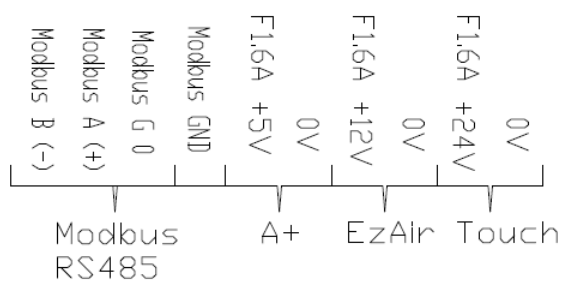 Modbus B (-)
Modbus A (+)
Modbus G 0
Modbus GND
F1.6A +5V
0V
F1.6A +12V
0V
F1.6A +24V
0V
Modbus
RS485
A+
EzAir
Touch